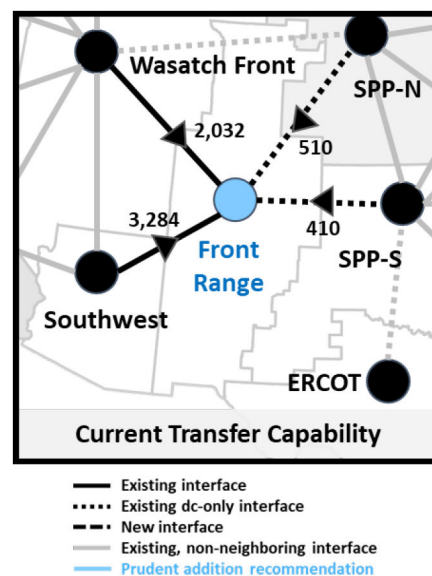 Wasatch Front
SPP-N
2,032
510
3,284
410
Front
Range
SPP-S
Southwest
ERCOT
Current Transfer Capability
Existing interface
Existing dc-only interface
New interface
Existing, non-neighboring interface
Prudent addition recommendation